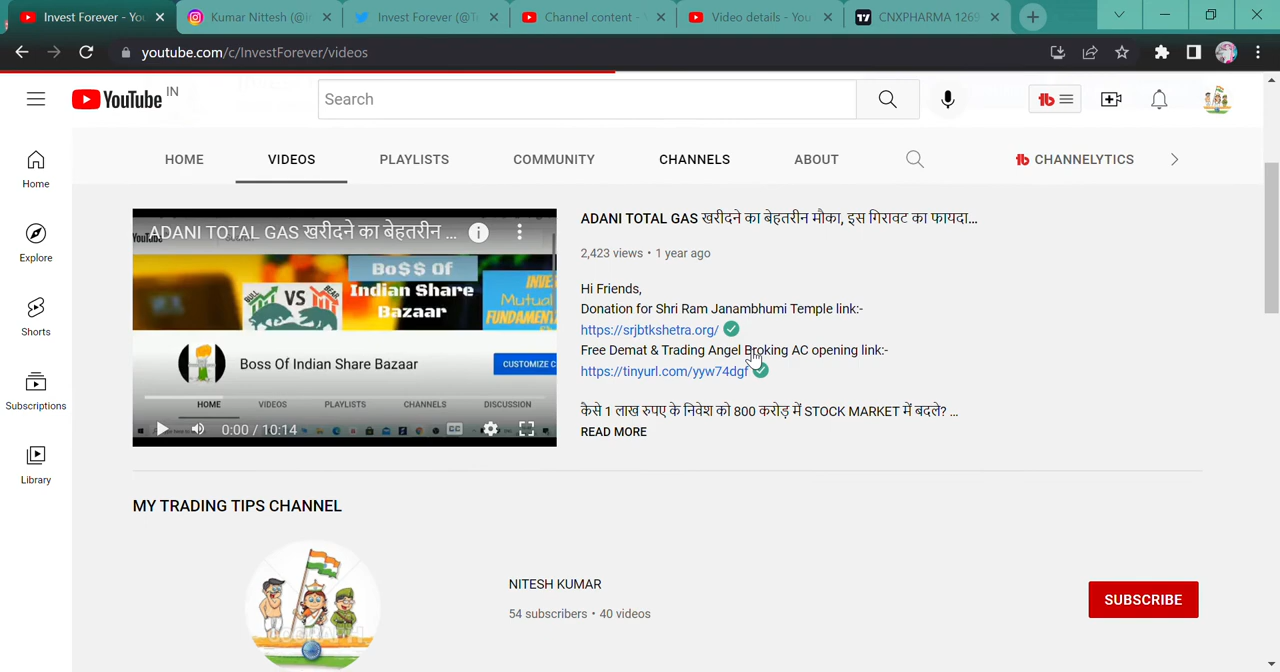 Invest Forever - You
Kumar Nittesh (@i
Invest Forever (@T
Channel content -
Video details - You
CNXPHARMA 1269
youtube.com/c/InvestForever/videos
YouTube IN
Search
HOME
VIDEOS
PLAYLISTS
COMMUNITY
CHANNELS
ABOUT
CHANNELYTICS
Home
Explore
Shorts
Subscriptions
Library
ADANI TOTAL GAS खरीदने का बेहतरीन ...
Bo$$ Of
Indian Share
Bazaar
VS
Mutual
Boss Of Indian Share Bazaar
CUSTOMIZE C
HOME
VIDEOS
PLAYLISTS
CHANNELS
DISCUSSION
0:00 / 10:14
ADANI TOTAL GAS खरीदने का बेहतरीन मौका, इस गिरावट का फायदा...
2,423 views • 1 year ago
Hi Friends,
Donation for Shri Ram Janambhumi Temple link:-
https://srjbtkshetra.org/
Free Demat & Trading Angel Broking AC opening link:-
https://tinyurl.com/yyw74dgf
कैसे 1 लाख रुपए के निवेश को 800 करोड़ में STOCK MARKET में बदले? ...
READ MORE
MY TRADING TIPS CHANNEL
NITESH KUMAR
54 subscribers • 40 videos
SUBSCRIBE